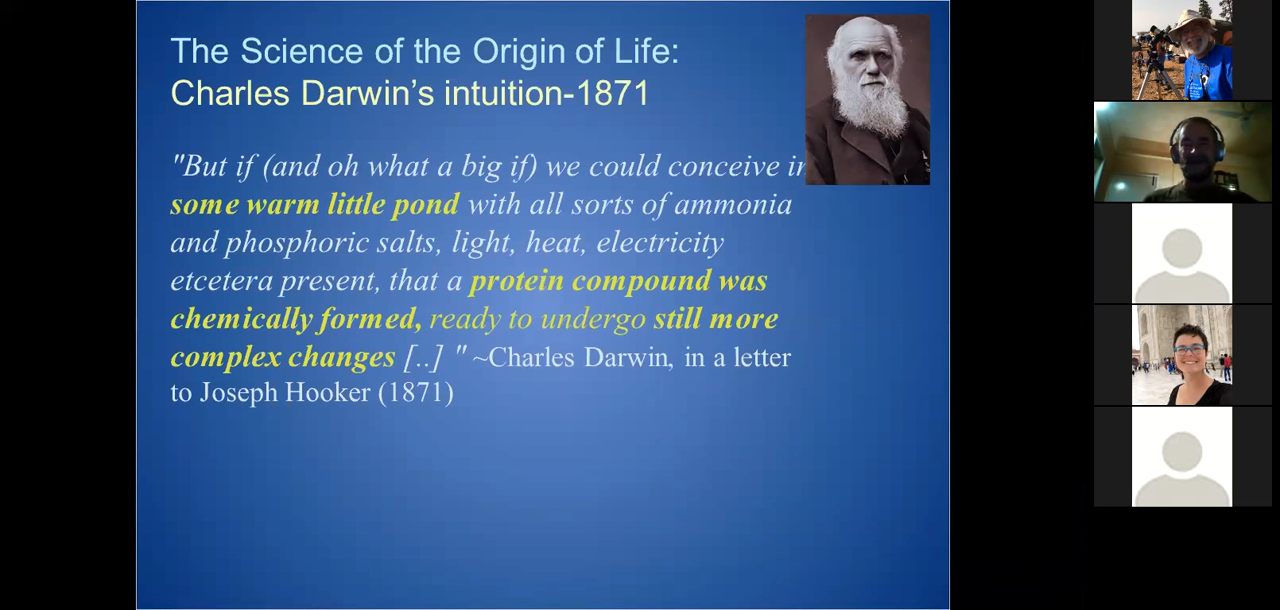 The Science of the Origin of Life:
Charles Darwin’s intuition-1871
"But if (and oh what a big if) we could conceive in
some warm little pond with all sorts of ammonia
and phosphoric salts, light, heat, electricity
etcetera present, that a protein compound was
chemically formed, ready to undergo still more
complex changes [..] " ~Charles Darwin, in a letter
to Joseph Hooker (1871)